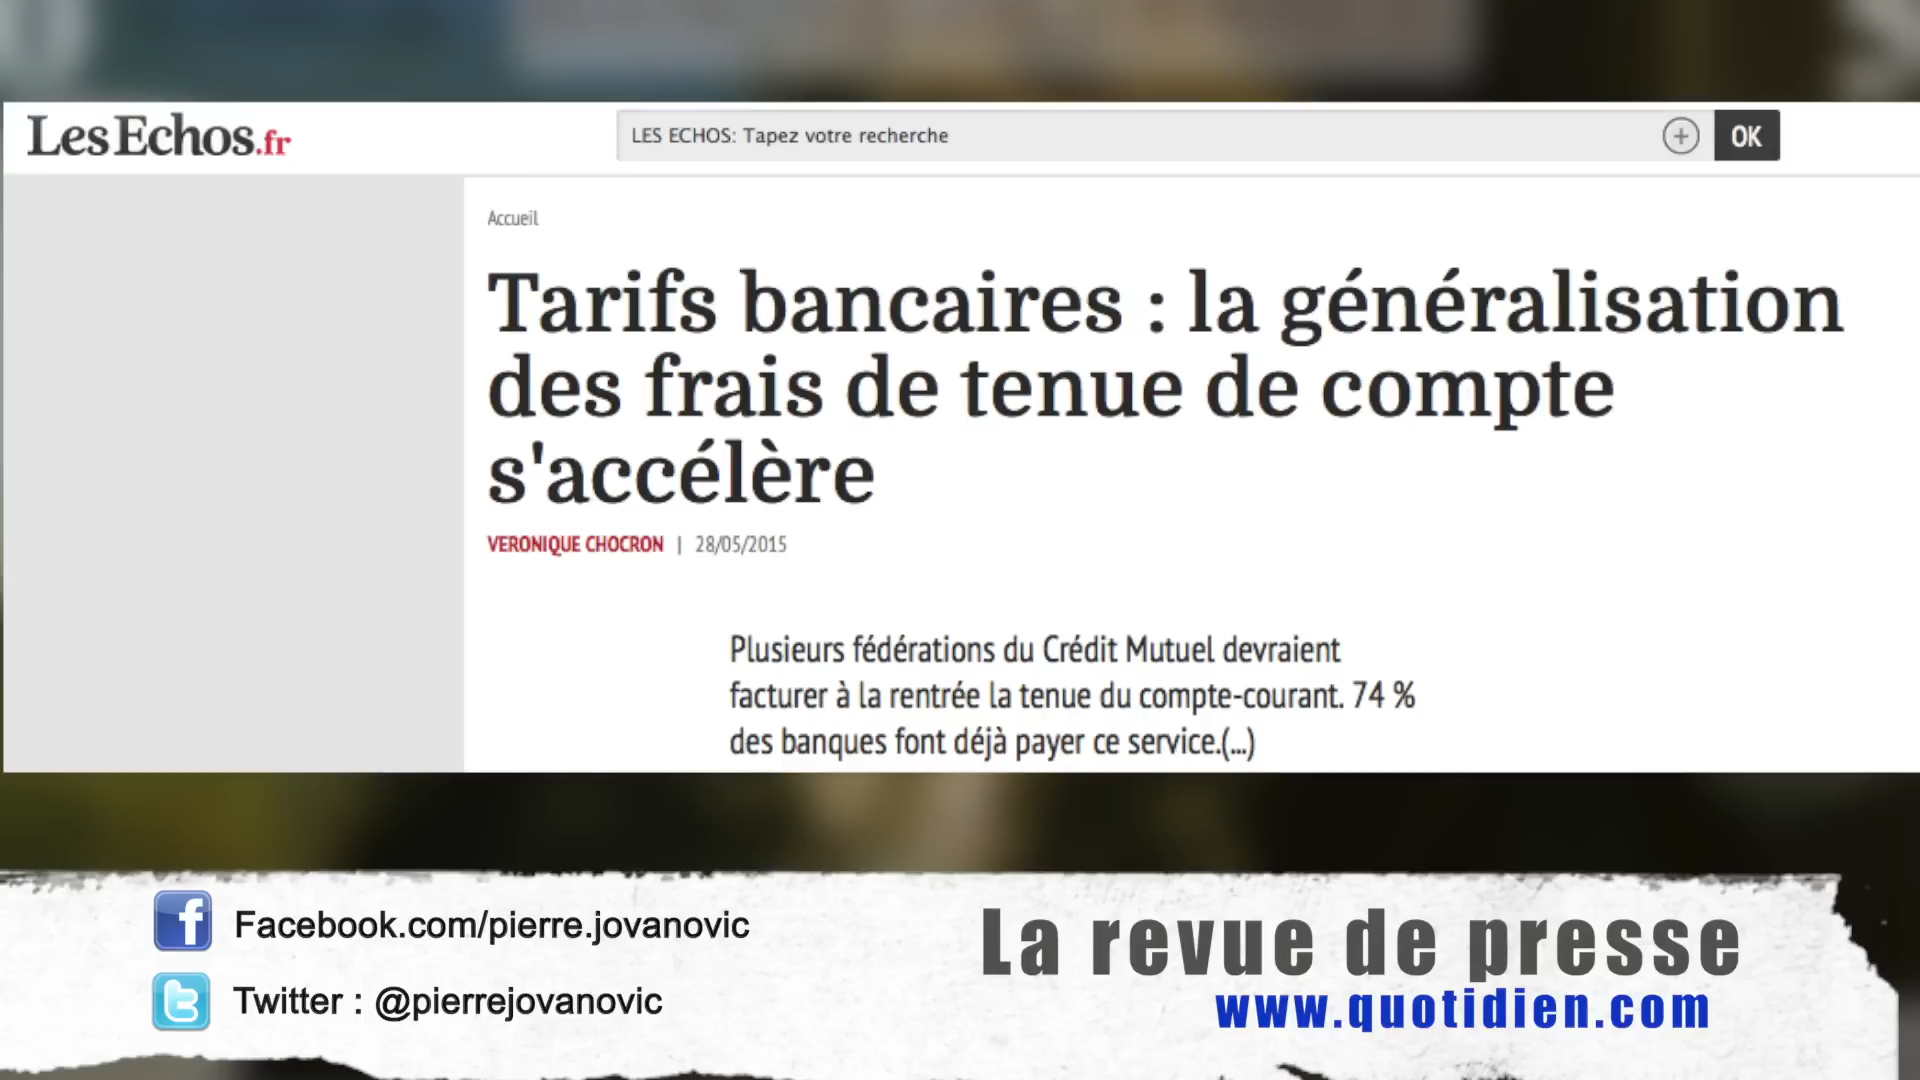 LesEchos.fr
LES ECHOS: Tapez votre recherche
OK
Accueil
Tarifs bancaires : la généralisation
des frais de tenue de compte
s'accélère
VERONIQUE CHOCRON | 28/05/2015
Plusieurs fédérations du Crédit Mutuel devraient
facturer à la rentrée la tenue du compte-courant. 74 %
des banques font déjà payer ce service.(...)
Facebook.com/pierre.jovanovic
Twitter : @pierrejovanovic
La revue de presse
www.quotidien.com